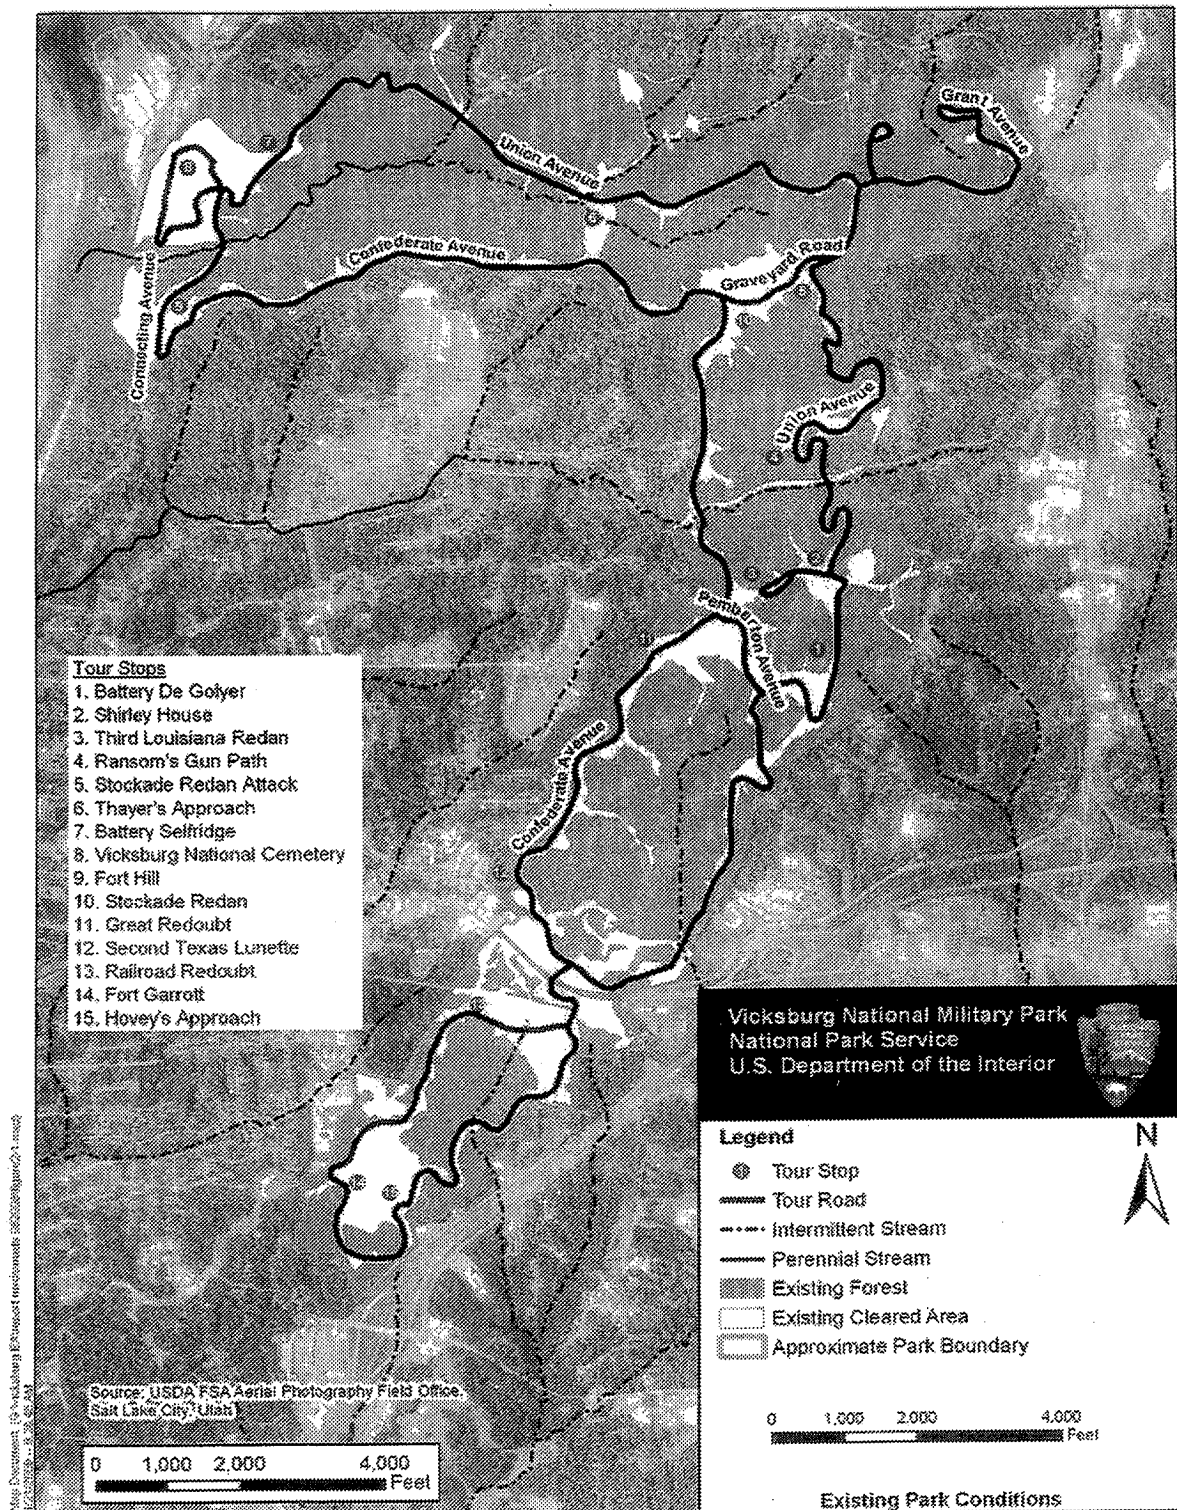 Grant Avenue
Union Avenue
Confederate Avenue
Graveyard Road
Connecting Avenue
Union Avenue
Pemberton Avenue
Confederate Avenue
Tour Stops
1. Battery De Golyer
2. Shirley House
3. Third Louisiana Redan
4. Ransom's Gun Path
5. Stockade Redan Attack
6. Thayer's Approach
7. Battery Selfridge
8. Vicksburg National Cemetery
9. Fort Hill
10. Stockade Redan
11. Great Redoubt
12. Second Texas Lunette
13. Railroad Redoubt
14. Fort Garrott
15. Hovey's Approach
Vicksburg National Military Park
National Park Service
U.S. Department of the Interior
Legend
N
Tour Stop
Tour Road
Intermittent Stream
Perennial Stream
Existing Forest
Existing Cleared Area
Approximate Park Boundary
0 1,000 2,000 4,000
Feet
Source: USDA FSA Aerial Photography Field Office,
Salt Lake City, Utah
0 1,000 2,000 4,000
Feet
Existing Park Conditions